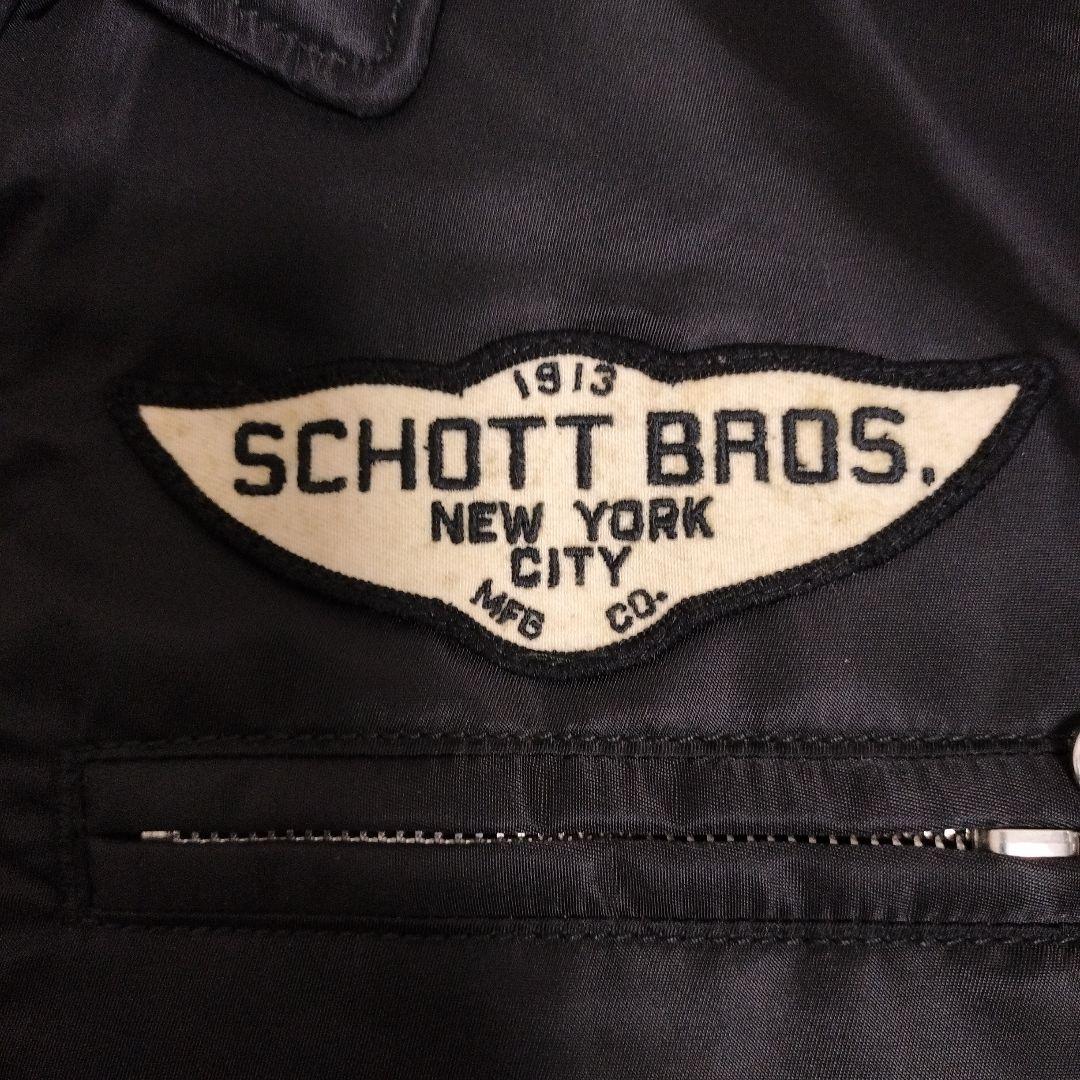 1913
SCHOTT BROS.
NEW YORK
CITY
MFG CO.